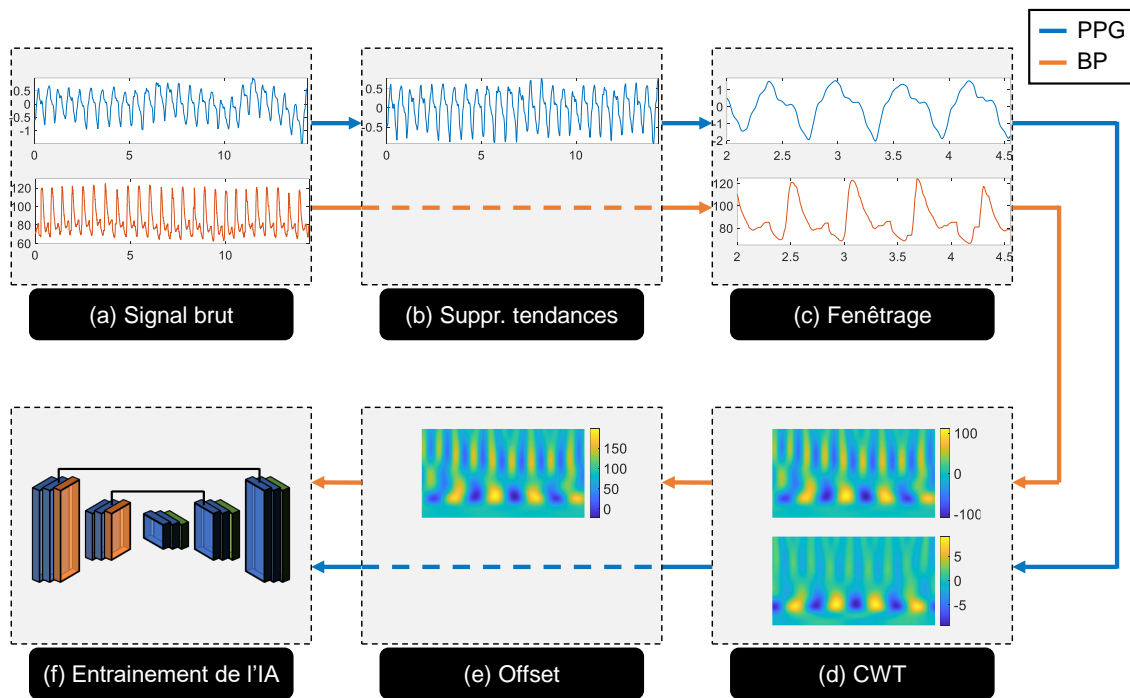 PPG
BP
0.5
0
-0.5
-1
0 5 10
120
100
80
60
0 5 10
(a) Signal brut
0.5
0
-0.5
0 5 10
(b) Suppr. tendances
1
0
-1
-2
2 2.5 3 3.5 4 4.5
120
100
80
2 2.5 3 3.5 4 4.5
(c) Fenêtrage
(f) Entrainement de l'IA
150
100
50
0
(e) Offset
100
50
0
-50
-100
5
0
-5
(d) CWT